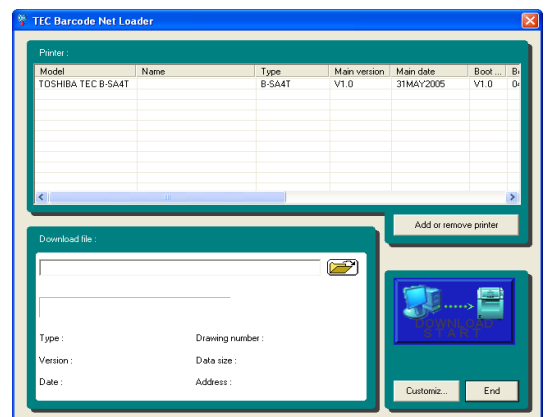 TEC Barcode Net Loader
Printer :
Model Name Type Main version Main date Boot ...
TOSHIBA TEC B-SA4T B-SA4T V1.0 31MAY2005 V1.0
Add or remove printer
Download file :
Type : Drawing number :
Version : Data size :
Date : Address :
DOWNLOAD
START
Customiz... End